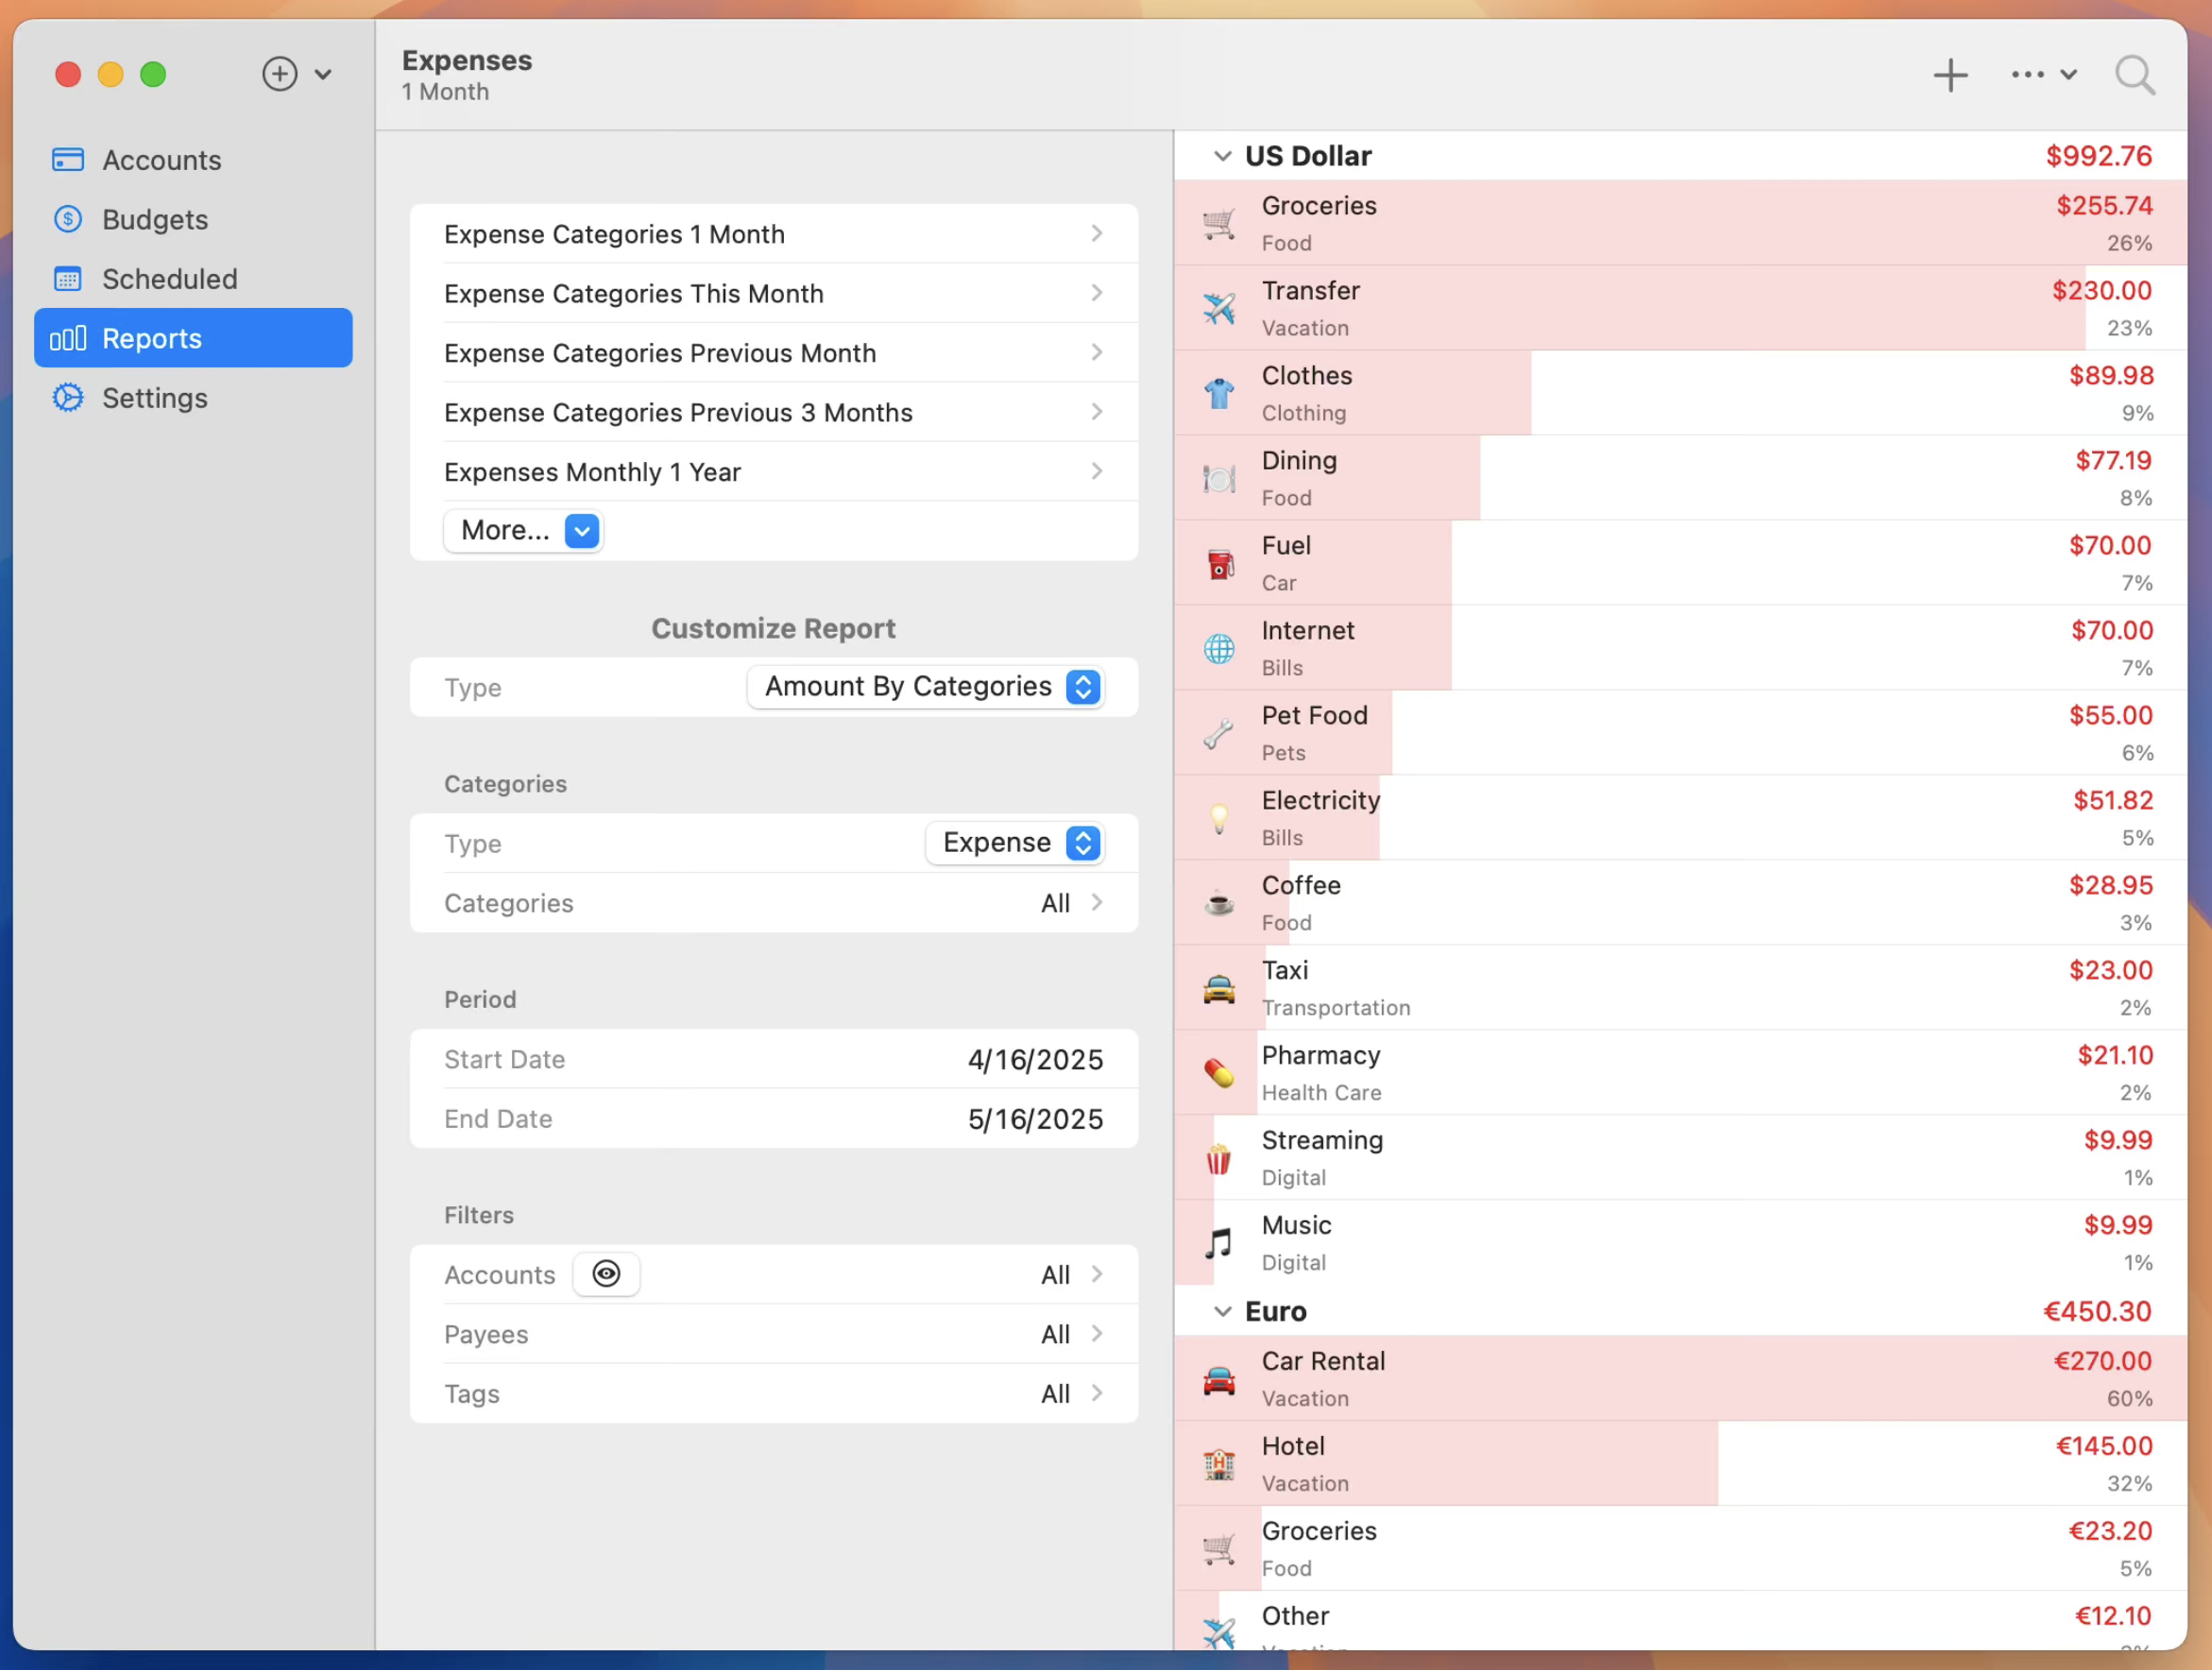 Expenses
1 Month
Accounts
Budgets
Scheduled
Reports
Settings
Expense Categories 1 Month
Expense Categories This Month
Expense Categories Previous Month
Expense Categories Previous 3 Months
Expenses Monthly 1 Year
More...
Customize Report
Type Amount By Categories
Categories
Type Expense
Categories All
Period
Start Date 4/16/2025
End Date 5/16/2025
Filters
Accounts All
Payees All
Tags All
US Dollar $992.76
Groceries $255.74
Food 26%
Transfer $230.00
Vacation 23%
Clothes $89.98
Clothing 9%
Dining $77.19
Food 8%
Fuel $70.00
Car 7%
Internet $70.00
Bills 7%
Pet Food $55.00
Pets 6%
Electricity $51.82
Bills 5%
Coffee $28.95
Food 3%
Taxi $23.00
Transportation 2%
Pharmacy $21.10
Health Care 2%
Streaming $9.99
Digital 1%
Music $9.99
Digital 1%
Euro €450.30
Car Rental €270.00
Vacation 60%
Hotel €145.00
Vacation 32%
Groceries €23.20
Food 5%
Other €12.10